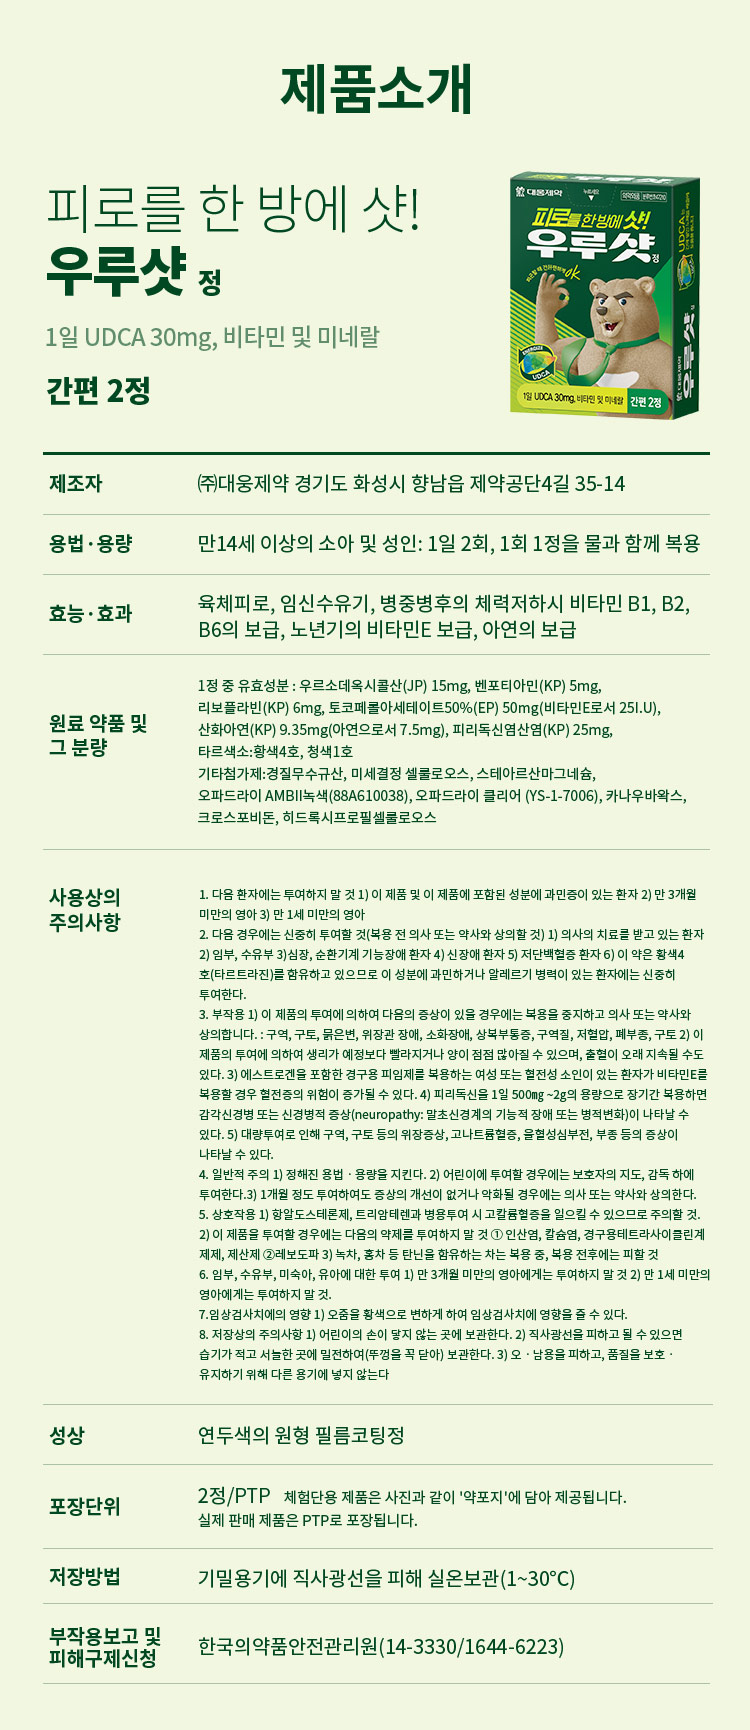 제품소개
피로를 한 방에 샷!
우루샷 정
1일 UDCA 30mg, 비타민 및 미네랄
간편 2정
대웅제약
누르세요
피로를 한 방에 샷!
우루샷 정
피곤할 때, 간편하게 ok
UDCA
1일 UDCA 30mg, 비타민 및 미네랄
간편 2정
대웅제약 우루샷 정
제조자
㈜대웅제약 경기도 화성시 향남읍 제약공단4길 35-14
용법·용량
만14세 이상의 소아 및 성인: 1일 2회, 1회 1정을 물과 함께 복용
효능·효과
육체피로, 임신수유기, 병중병후의 체력저하시 비타민 B1, B2,
B6의 보급, 노년기의 비타민E 보급, 아연의 보급
원료 약품 및
그 분량
1정 중 유효성분 : 우르소데옥시콜산(JP) 15mg, 벤포티아민(KP) 5mg,
리보플라빈(KP) 6mg, 토코페롤아세테이트50%(EP) 50mg(비타민E로서 25I.U),
산화아연(KP) 9.35mg(아연으로서 7.5mg), 피리독신염산염(KP) 25mg,
타르색소:황색4호, 청색1호
기타첨가제:경질무수규산, 미세결정 셀룰로오스, 스테아르산마그네슘,
오파드라이 AMBII녹색(88A610038), 오파드라이 클리어 (YS-1-7006), 카나우바왁스,
크로스포비돈, 히드록시프로필셀룰로오스
사용상의
주의사항
1. 다음 환자에는 투여하지 말 것 1) 이 제품 및 이 제품에 포함된 성분에 과민증이 있는 환자 2) 만 3개월
미만의 영아 3) 만 1세 미만의 영아
2. 다음 경우에는 신중히 투여할 것(복용 전 의사 또는 약사와 상의할 것) 1) 의사의 치료를 받고 있는 환자
2) 임부, 수유부 3)심장, 순환기계 기능장애 환자 4) 신장애 환자 5) 저단백혈증 환자 6) 이 약은 황색4
호(타르트라진)를 함유하고 있으므로 이 성분에 과민하거나 알레르기 병력이 있는 환자에는 신중히
투여한다.
3. 부작용 1) 이 제품의 투여에 의하여 다음의 증상이 있을 경우에는 복용을 중지하고 의사 또는 약사와
상의합니다. : 구역, 구토, 묽은변, 위장관 장애, 소화장애, 상복부통증, 구역질, 저혈압, 폐부종, 구토 2) 이
제품의 투여에 의하여 생리가 예정보다 빨라지거나 양이 점점 많아질 수 있으며, 출혈이 오래 지속될 수도
있다. 3) 에스트로겐을 포함한 경구용 피임제를 복용하는 여성 또는 혈전성 소인이 있는 환자가 비타민E를
복용할 경우 혈전증의 위험이 증가될 수 있다. 4) 피리독신을 1일 500㎎ ~2g의 용량으로 장기간 복용하면
감각신경병 또는 신경병적 증상(neuropathy: 말초신경계의 기능적 장애 또는 병적변화)이 나타날 수
있다. 5) 대량투여로 인해 구역, 구토 등의 위장증상, 고나트륨혈증, 울혈성심부전, 부종 등의 증상이
나타날 수 있다.
4. 일반적 주의 1) 정해진 용법ㆍ용량을 지킨다. 2) 어린이에 투여할 경우에는 보호자의 지도, 감독 하에
투여한다.3) 1개월 정도 투여하여도 증상의 개선이 없거나 악화될 경우에는 의사 또는 약사와 상의한다.
5. 상호작용 1) 항알도스테론제, 트리암테렌과 병용투여 시 고칼륨혈증을 일으킬 수 있으므로 주의할 것.
2) 이 제품을 투여할 경우에는 다음의 약제를 투여하지 말 것 ① 인산염, 칼슘염, 경구용테트라사이클린계
제제, 제산제 ②레보도파 3) 녹차, 홍차 등 탄닌을 함유하는 차는 복용 중, 복용 전후에는 피할 것
6. 임부, 수유부, 미숙아, 유아에 대한 투여 1) 만 3개월 미만의 영아에게는 투여하지 말 것 2) 만 1세 미만의
영아에게는 투여하지 말 것.
7.임상검사치에의 영향 1) 오줌을 황색으로 변하게 하여 임상검사치에 영향을 줄 수 있다.
8. 저장상의 주의사항 1) 어린이의 손이 닿지 않는 곳에 보관한다. 2) 직사광선을 피하고 될 수 있으면
습기가 적고 서늘한 곳에 밀전하여(뚜껑을 꼭 닫아) 보관한다. 3) 오ㆍ남용을 피하고, 품질을 보호ㆍ
유지하기 위해 다른 용기에 넣지 않는다
성상
연두색의 원형 필름코팅정
포장단위
2정/PTP 체험단용 제품은 사진과 같이 '약포지'에 담아 제공됩니다.
실제 판매 제품은 PTP로 포장됩니다.
저장방법
기밀용기에 직사광선을 피해 실온보관(1~30℃)
부작용보고 및
피해구제신청
한국의약품안전관리원(14-3330/1644-6223)